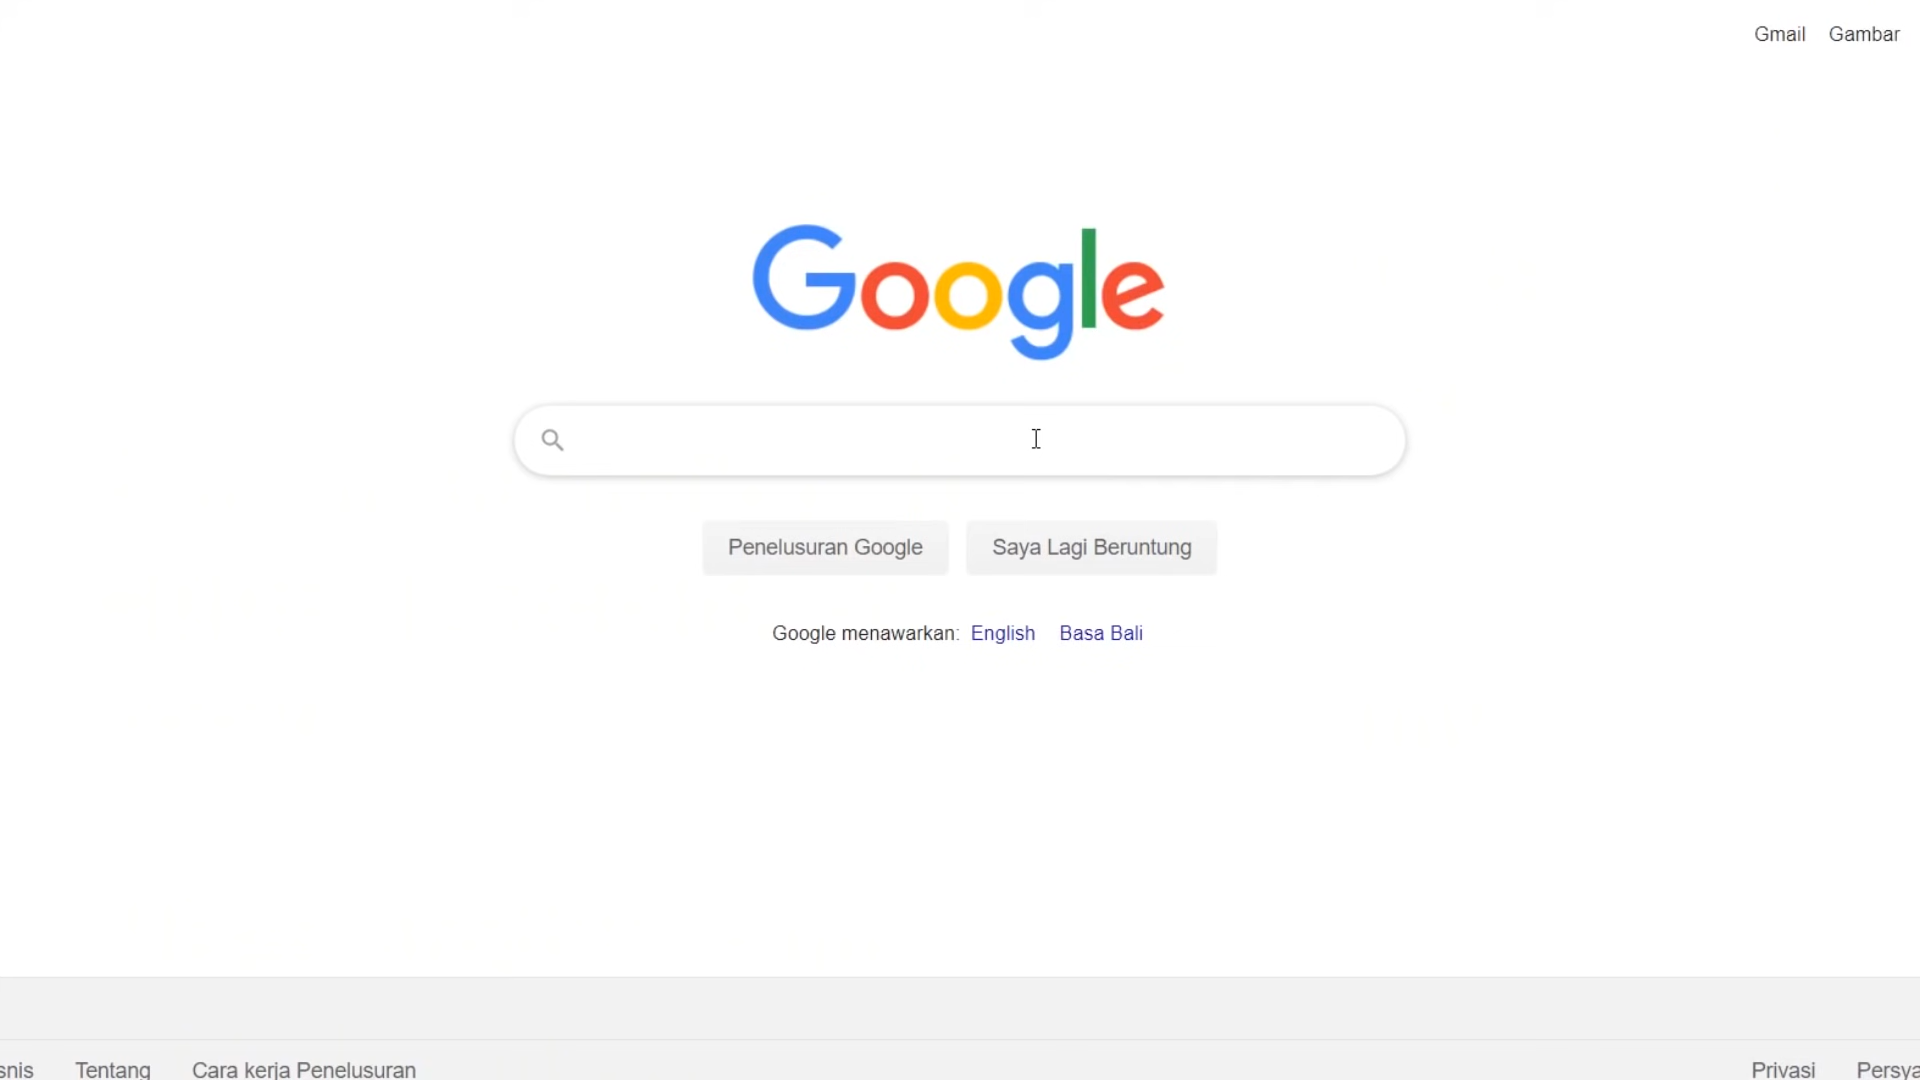 Gmail Gambar
Google
Penelusuran Google Saya Lagi Beruntung
Google menawarkan: English Basa Bali
Tentang Cara kerja Penelusuran Privasi